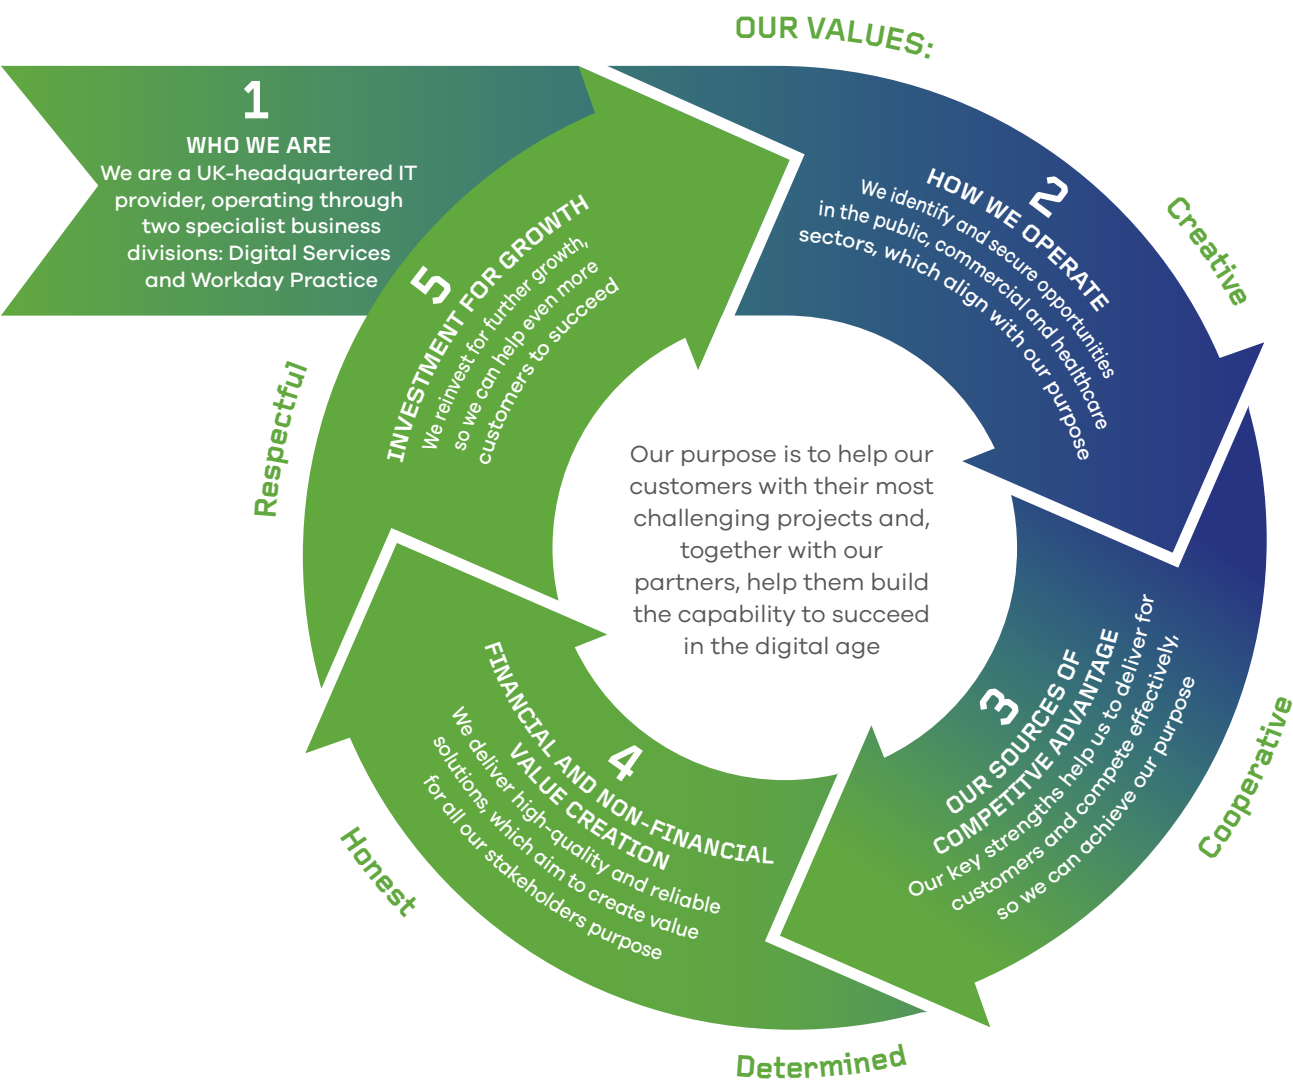 OUR VALUES:
1
WHO WE ARE
We are a UK-headquartered IT
provider, operating through
two specialist business
divisions: Digital Services
and Workday Practice
2
HOW WE OPERATE
We identify and secure opportunities
in the public, commercial and healthcare
sectors, which align with our purpose
Creative
3
OUR SOURCES OF
COMPETITVE ADVANTAGE
Our key strengths help us to deliver for
customers and compete effectively,
so we can achieve our purpose
Cooperative
4
FINANCIAL AND NON-FINANCIAL
VALUE CREATION
We deliver high-quality and reliable
solutions, which aim to create value
for all our stakeholders purpose
Determined
Honest
5
INVESTMENT FOR GROWTH
We reinvest for further growth,
so we can help even more
customers to succeed
Respectful
Our purpose is to help our
customers with their most
challenging projects and,
together with our
partners, help them build
the capability to succeed
in the digital age